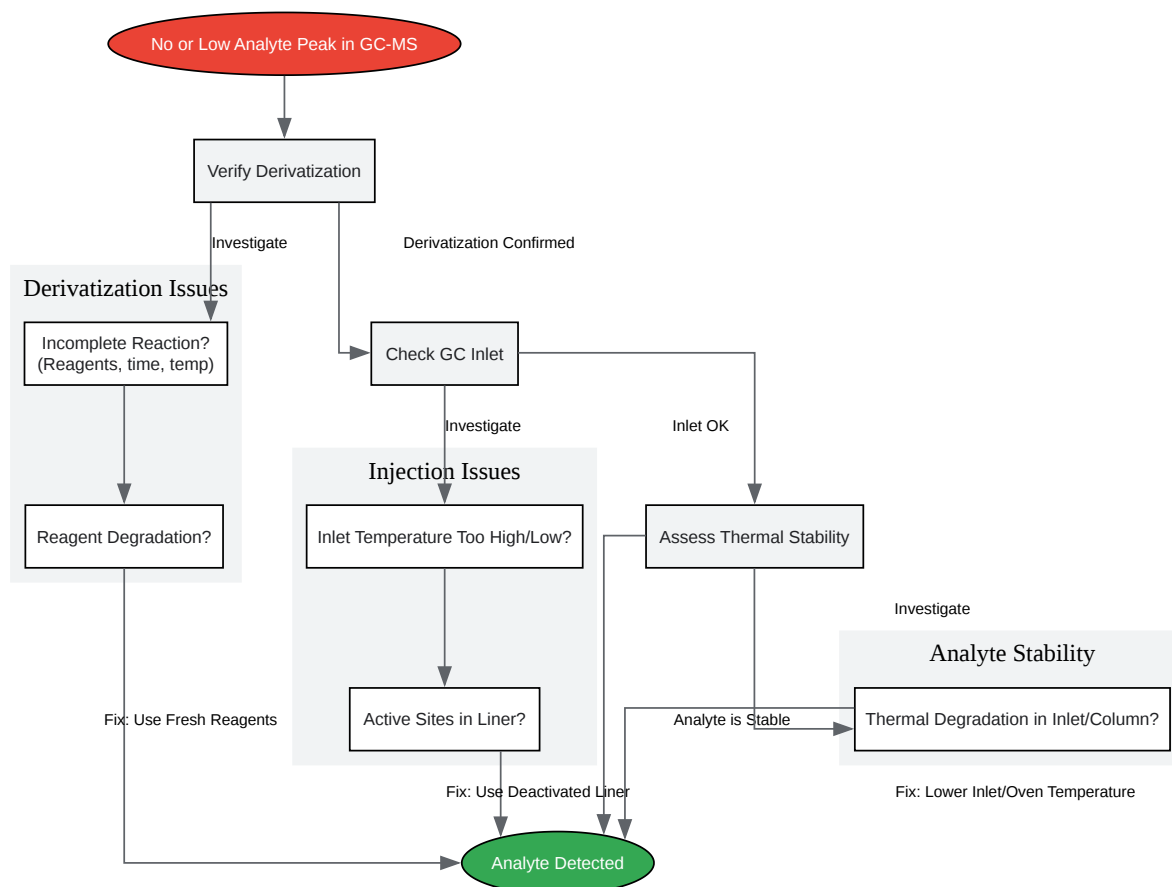 No or Low Analyte Peak in GC-MS
Verify Derivatization
Investigate
Derivatization Confirmed
Derivatization Issues
Incomplete Reaction?
(Reagents, time, temp)
Check GC Inlet
Investigate
Inlet OK
Injection Issues
Reagent Degradation?
Inlet Temperature Too High/Low?
Assess Thermal Stability
Investigate
Analyte Stability
Fix: Use Fresh Reagents
Active Sites in Liner?
Analyte is Stable
Thermal Degradation in Inlet/Column?
Fix: Use Deactivated Liner
Fix: Lower Inlet/Oven Temperature
Analyte Detected